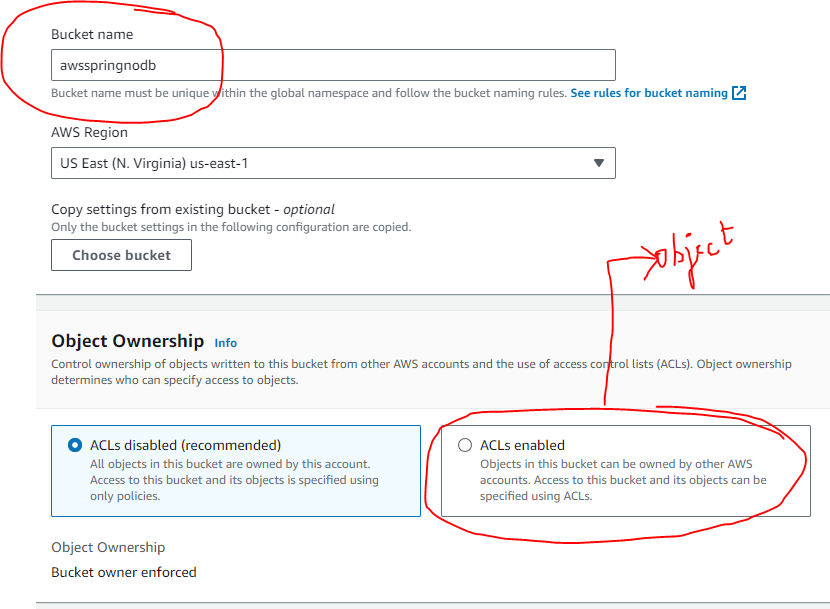 Bucket name
awsspringnodb
Bucket name must be unique within the global namespace and follow the bucket naming rules. See rules for bucket naming
AWS Region
US East (N. Virginia) us-east-1
Copy settings from existing bucket - optional
Only the bucket settings in the following configuration are copied.
Choose bucket
object
Object Ownership Info
Control ownership of objects written to this bucket from other AWS accounts and the use of access control lists (ACLs). Object ownership
determines who can specify access to objects.
ACLs disabled (recommended)
All objects in this bucket are owned by this account.
Access to this bucket and its objects is specified using
only policies.
ACLs enabled
Objects in this bucket can be owned by other AWS
accounts. Access to this bucket and its objects can be
specified using ACLs.
Object Ownership
Bucket owner enforced